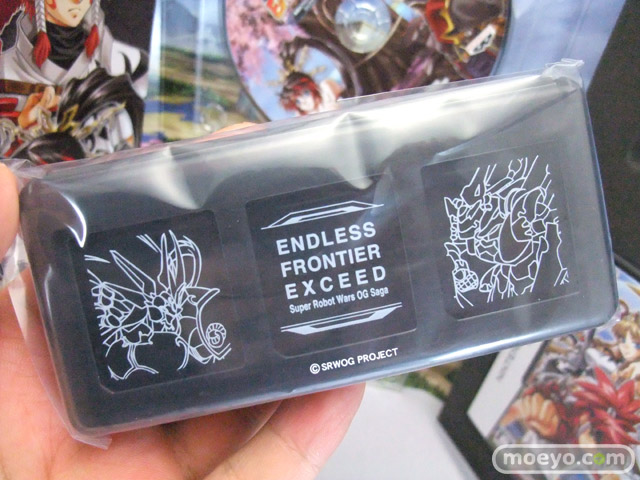 ENDLESS
FRONTIER
EXCEED
Super Robot Wars OG Saga
©SRWOG PROJECT
moeyo.com